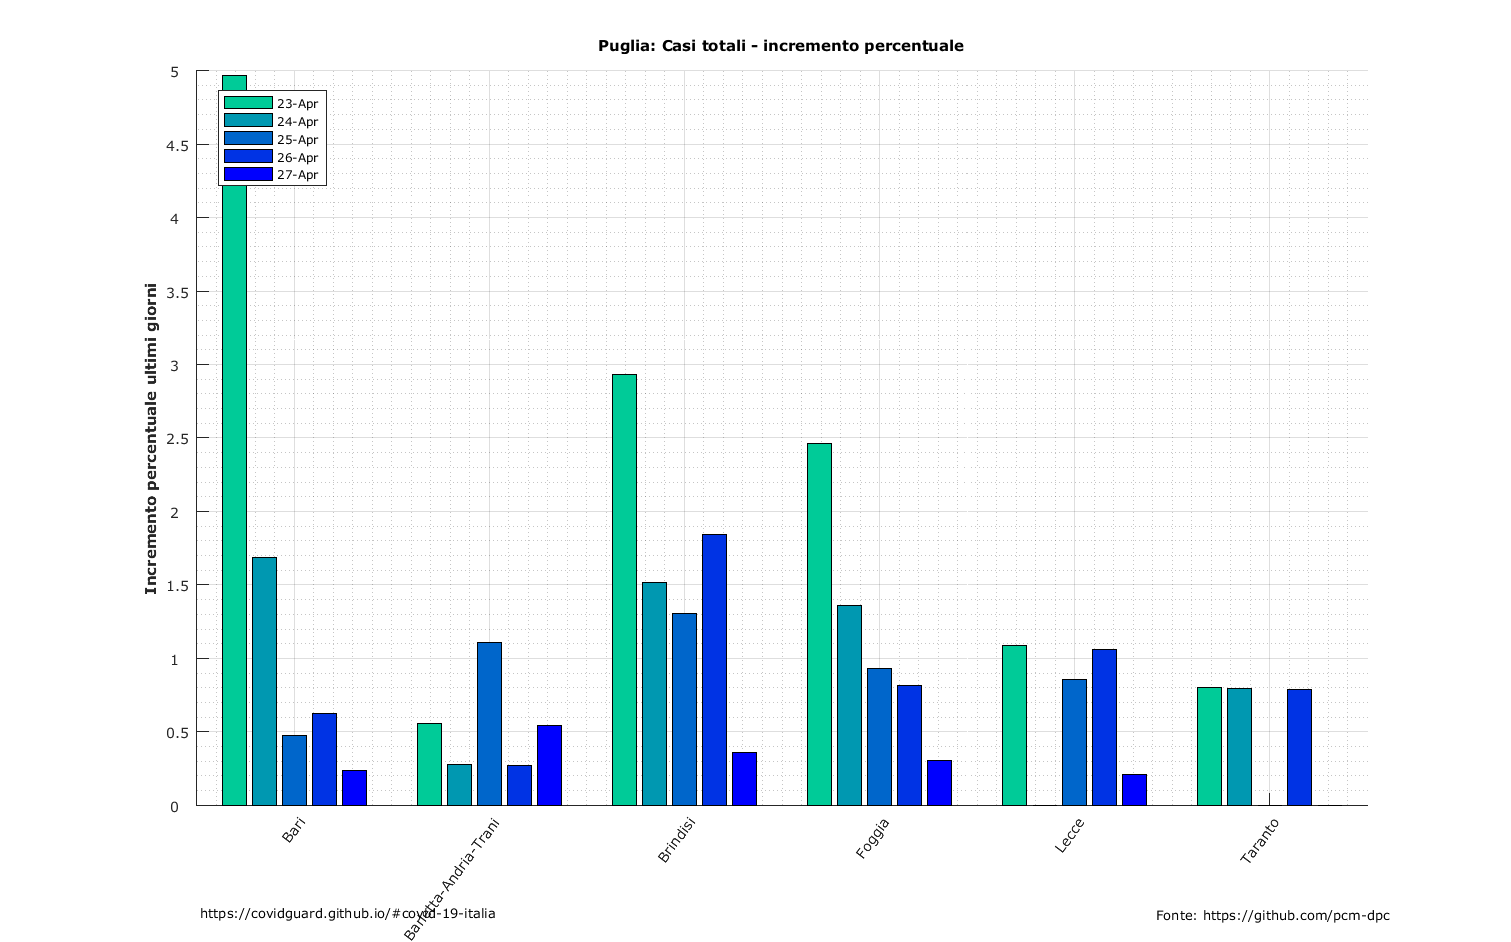 Puglia: Casi totali - incremento percentuale
Incremento percentuale ultimi giorni
5
4.5
4
3.5
3
2.5
2
1.5
1
0.5
0
23-Apr
24-Apr
25-Apr
26-Apr
27-Apr
Bari
Barletta-Andria-Trani
Brindisi
Foggia
Lecce
Taranto
https://covidguard.github.io/#covid-19-italia
Fonte: https://github.com/pcm-dpc